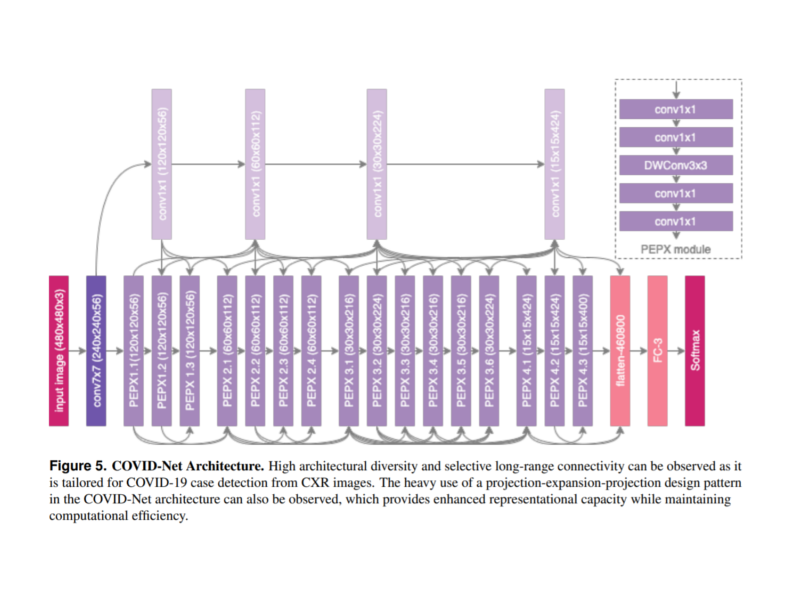 conv1x1 (120x120x56)
conv1x1 (60x60x112)
conv1x1 (30x30x224)
conv1x1 (15x15x424)
conv1x1
conv1x1
DWConv3x3
conv1x1
conv1x1
PEPX module
input image (480x480x3)
conv7x7 (240x240x56)
PEPX1.1(120x120x56)
PEPX1.2 (120x120x56)
PEPX 1.3 (120x120x56)
PEPX 2.1 (60x60x112)
PEPX 2.2 (60x60x112)
PEPX 2.3 (60x60x112)
PEPX 2.4 (60x60x112)
PEPX 3.1 (30x30x216)
PEPX 3.2 (30x30x224)
PEPX 3.3 (30x30x216)
PEPX 3.4 (30x30x216)
PEPX 3.5 (30x30x216)
PEPX 3.6 (30x30x224)
PEPX 4.1 (15x15x424)
PEPX 4.2 (15x15x424)
PEPX 4.3 (15x15x400)
flatten-460800
FC-3
Softmax
Figure 5. COVID-Net Architecture. High architectural diversity and selective long-range connectivity can be observed as it
is tailored for COVID-19 case detection from CXR images. The heavy use of a projection-expansion-projection design pattern
in the COVID-Net architecture can also be observed, which provides enhanced representational capacity while maintaining
computational efficiency.